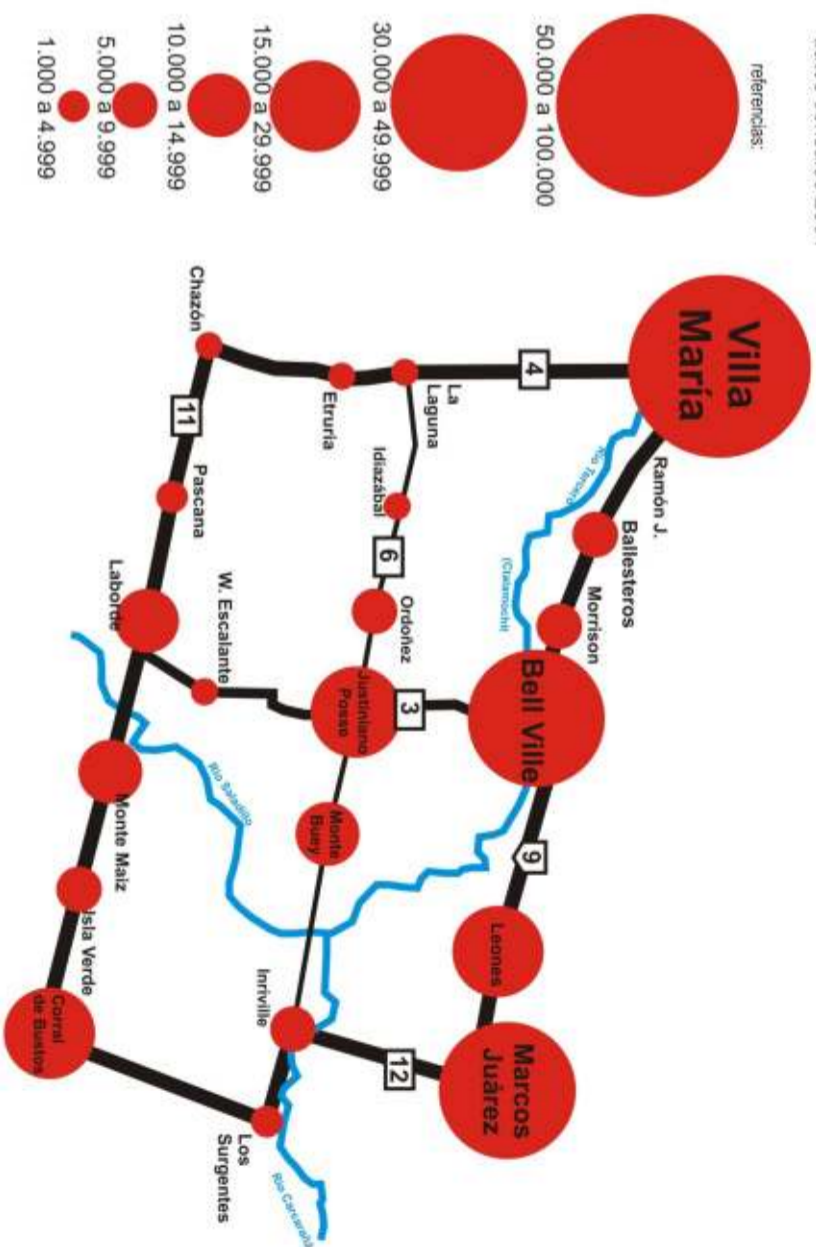 referencias:
50.000 a 100.000
30.000 a 49.999
15.000 a 29.999
10.000 a 14.999
5.000 a 9.999
1.000 a 4.999
Villa
María
4
Río Tercero
(Ctalamochit
Ramón J.
Ballesteros
Morrison
Bell Ville
9
Leones
Marcos
Juárez
12
La
Laguna
Etruria
Idiazábal
6
Ordoñez
3
Justiniano
Posse
Monte
Buey
Inriville
Los
Surgentes
Río Carcarañá
Río Saladillo
W. Escalante
Chazón
11
Pascana
Laborde
Monte Maiz
Isla Verde
Corral
de Bustos